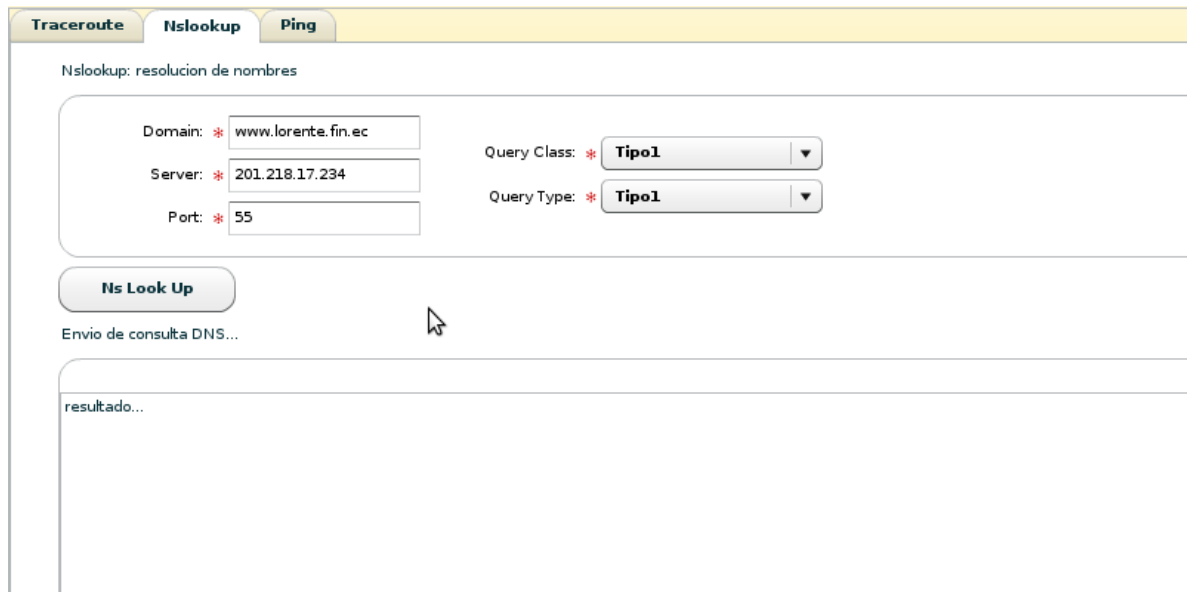 Traceroute Nslookup Ping
Nslookup: resolucion de nombres
Domain: * www.lorente.fin.ec
Server: * 201.218.17.234
Port: * 55
Query Class: * Tipo1
Query Type: * Tipo1
Ns Look Up
Envio de consulta DNS...
resultado...